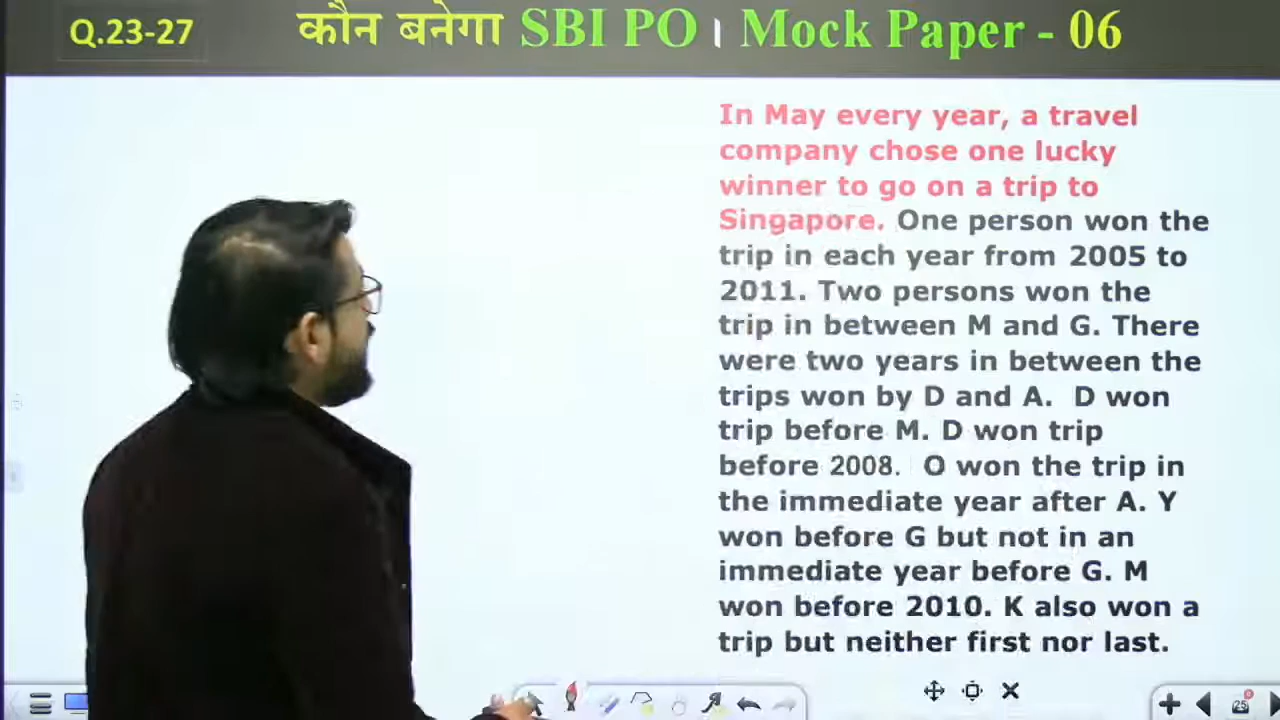 Q.23-27
कौन बनेगा SBI PO । Mock Paper - 06
In May every year, a travel
company chose one lucky
winner to go on a trip to
Singapore. One person won the
trip in each year from 2005 to
2011. Two persons won the
trip in between M and G. There
were two years in between the
trips won by D and A. D won
trip before M. D won trip
before 2008. O won the trip in
the immediate year after A. Y
won before G but not in an
immediate year before G. M
won before 2010. K also won a
trip but neither first nor last.
25